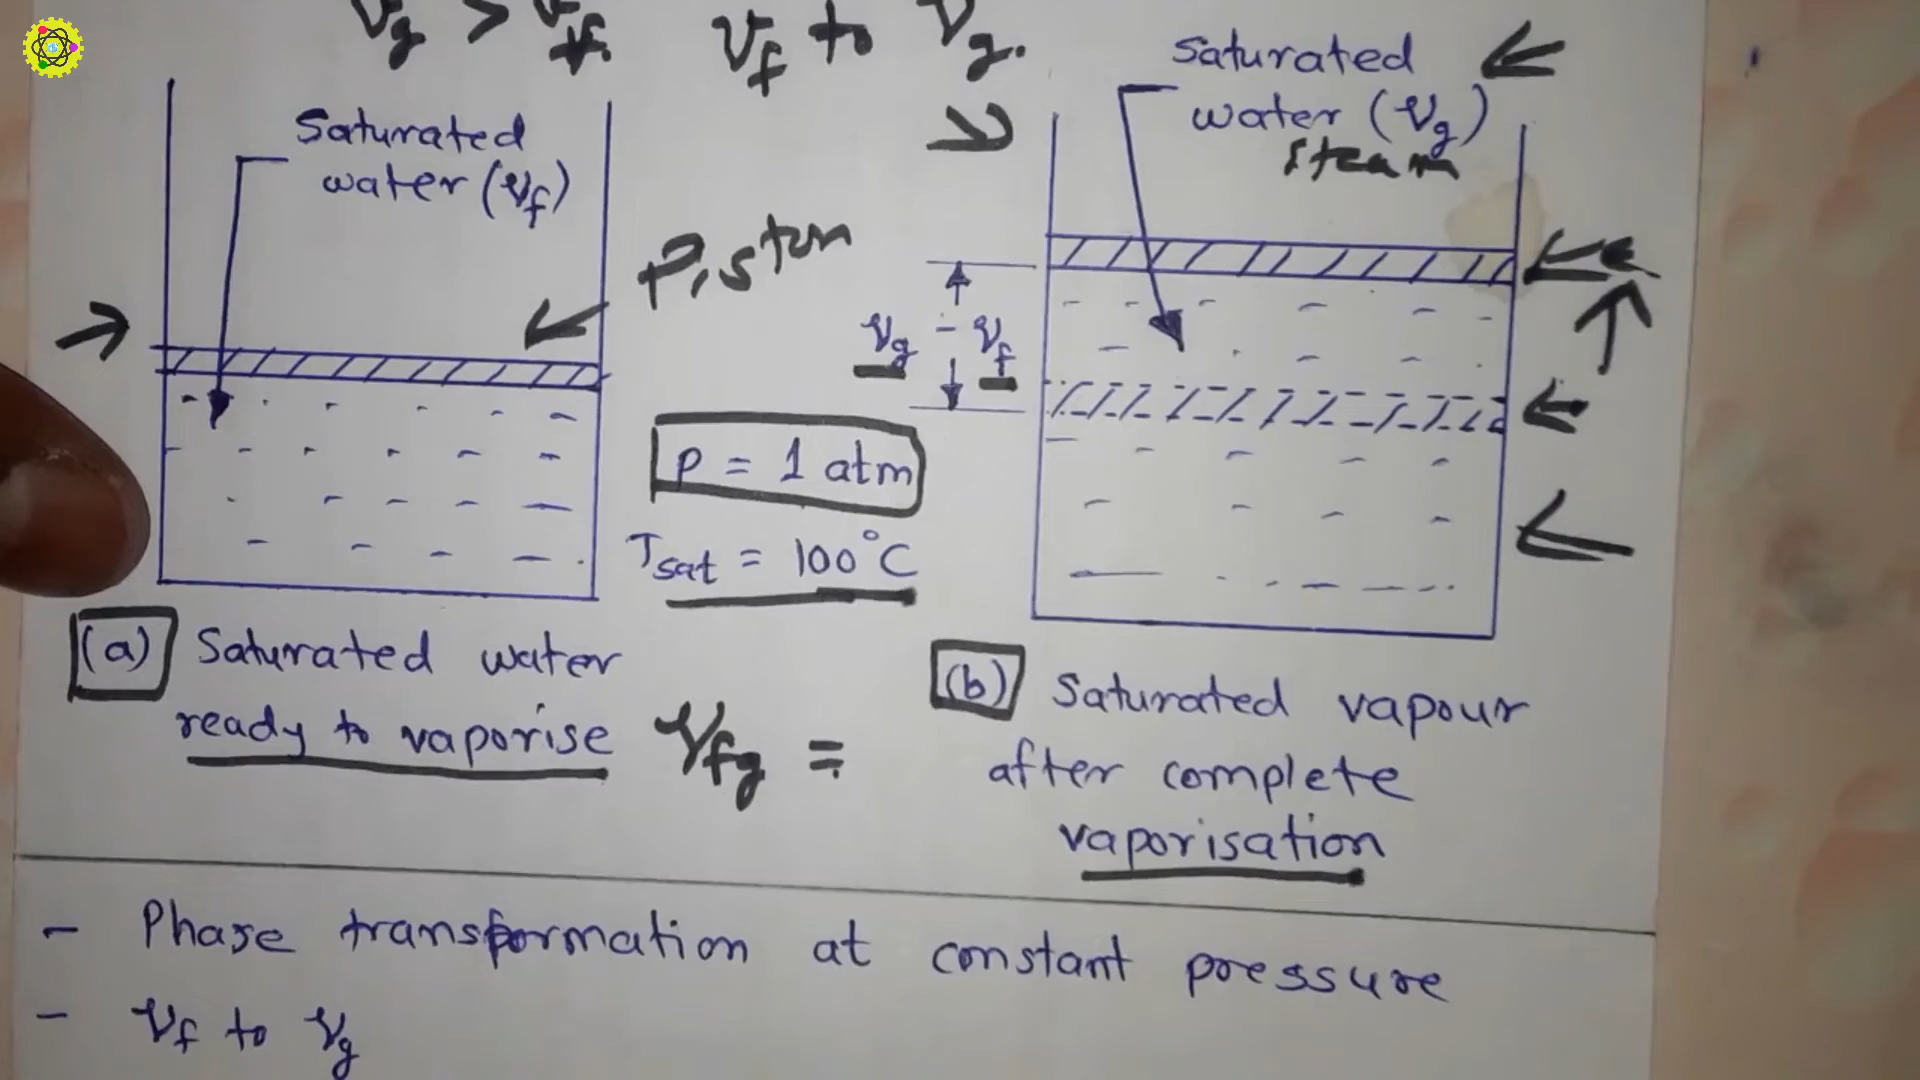 Vg > Vf. Vf to Vg.
Saturated
water (Vf)
Piston
Saturated
water (Vg)
steam
Vg - Vf
P = 1 atm
Tsat = 100°C
(a) Saturated water
ready to vaporise
Vfg =
(b) Saturated vapour
after complete
vaporisation
- Phase transformation at constant pressure
- Vf to Vg